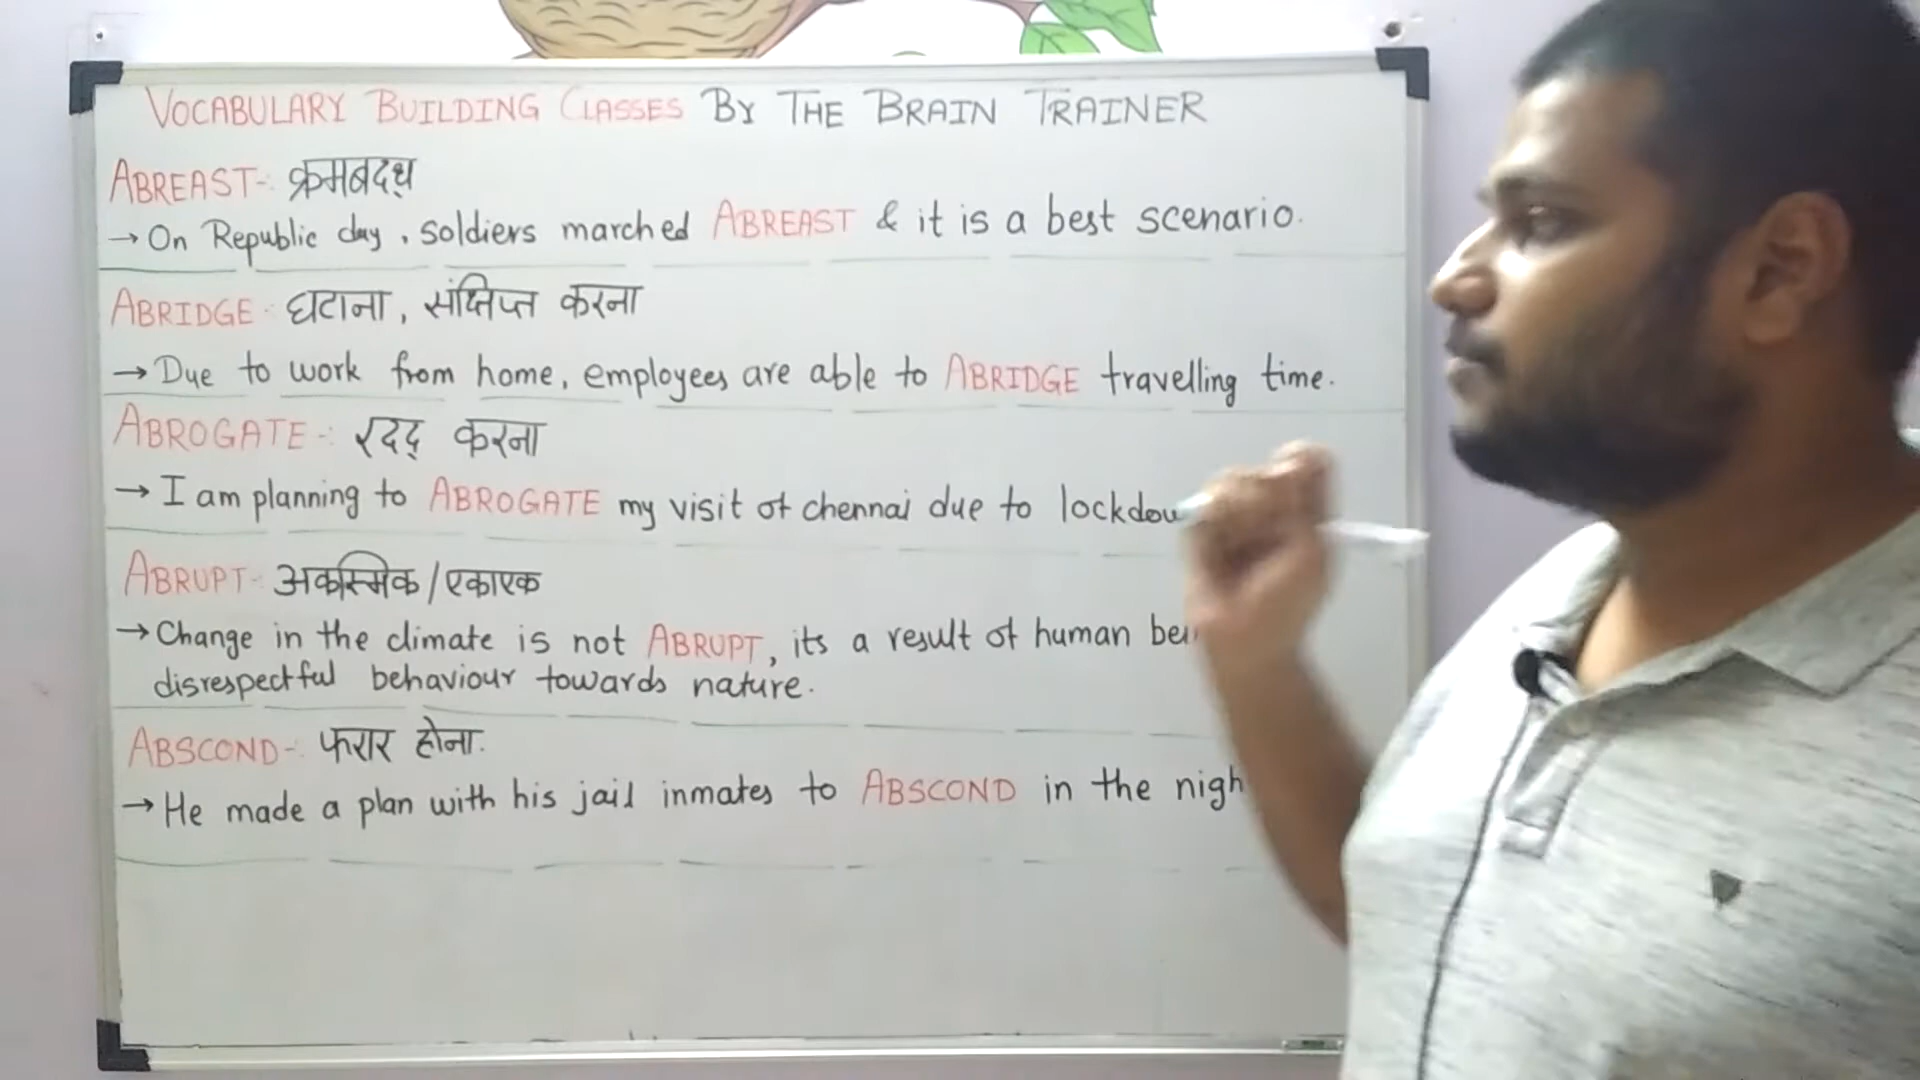 VOCABULARY BUILDING CLASSES BY THE BRAIN TRAINER
ABREAST-: क्रमबद्ध
→ On Republic day, soldiers marched ABREAST & it is a best scenario.
ABRIDGE-: घटाना, संक्षिप्त करना
→ Due to work from home, employees are able to ABRIDGE travelling time.
ABROGATE-: रदद् करना
→ I am planning to ABROGATE my visit of chennai due to
ABRUPT-: अकस्मिक/एकाएक
→ Change in the climate is not ABRUPT, its a result of human
disrespectful behaviour towards nature.
ABSCOND-: फरार होना.
→ He made a plan with his jail inmates to ABSCOND in the